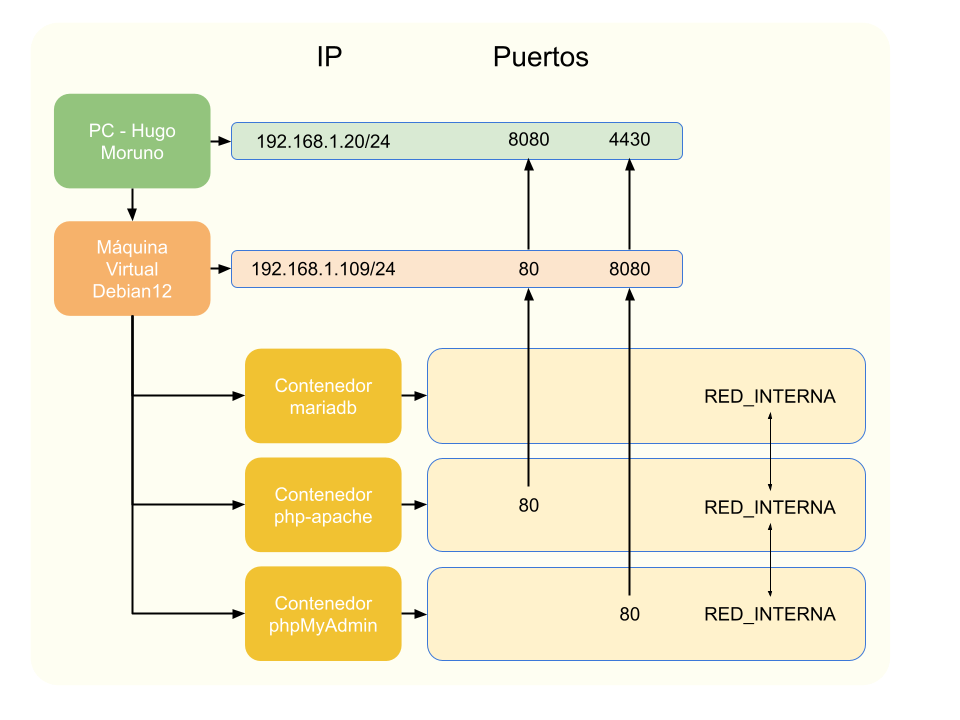 IP Puertos
PC - Hugo
Moruno
192.168.1.20/24 8080 4430
Máquina
Virtual
Debian12
192.168.1.109/24 80 8080
Contenedor
mariadb
RED_INTERNA
Contenedor
php-apache
80 RED_INTERNA
Contenedor
phpMyAdmin
80 RED_INTERNA